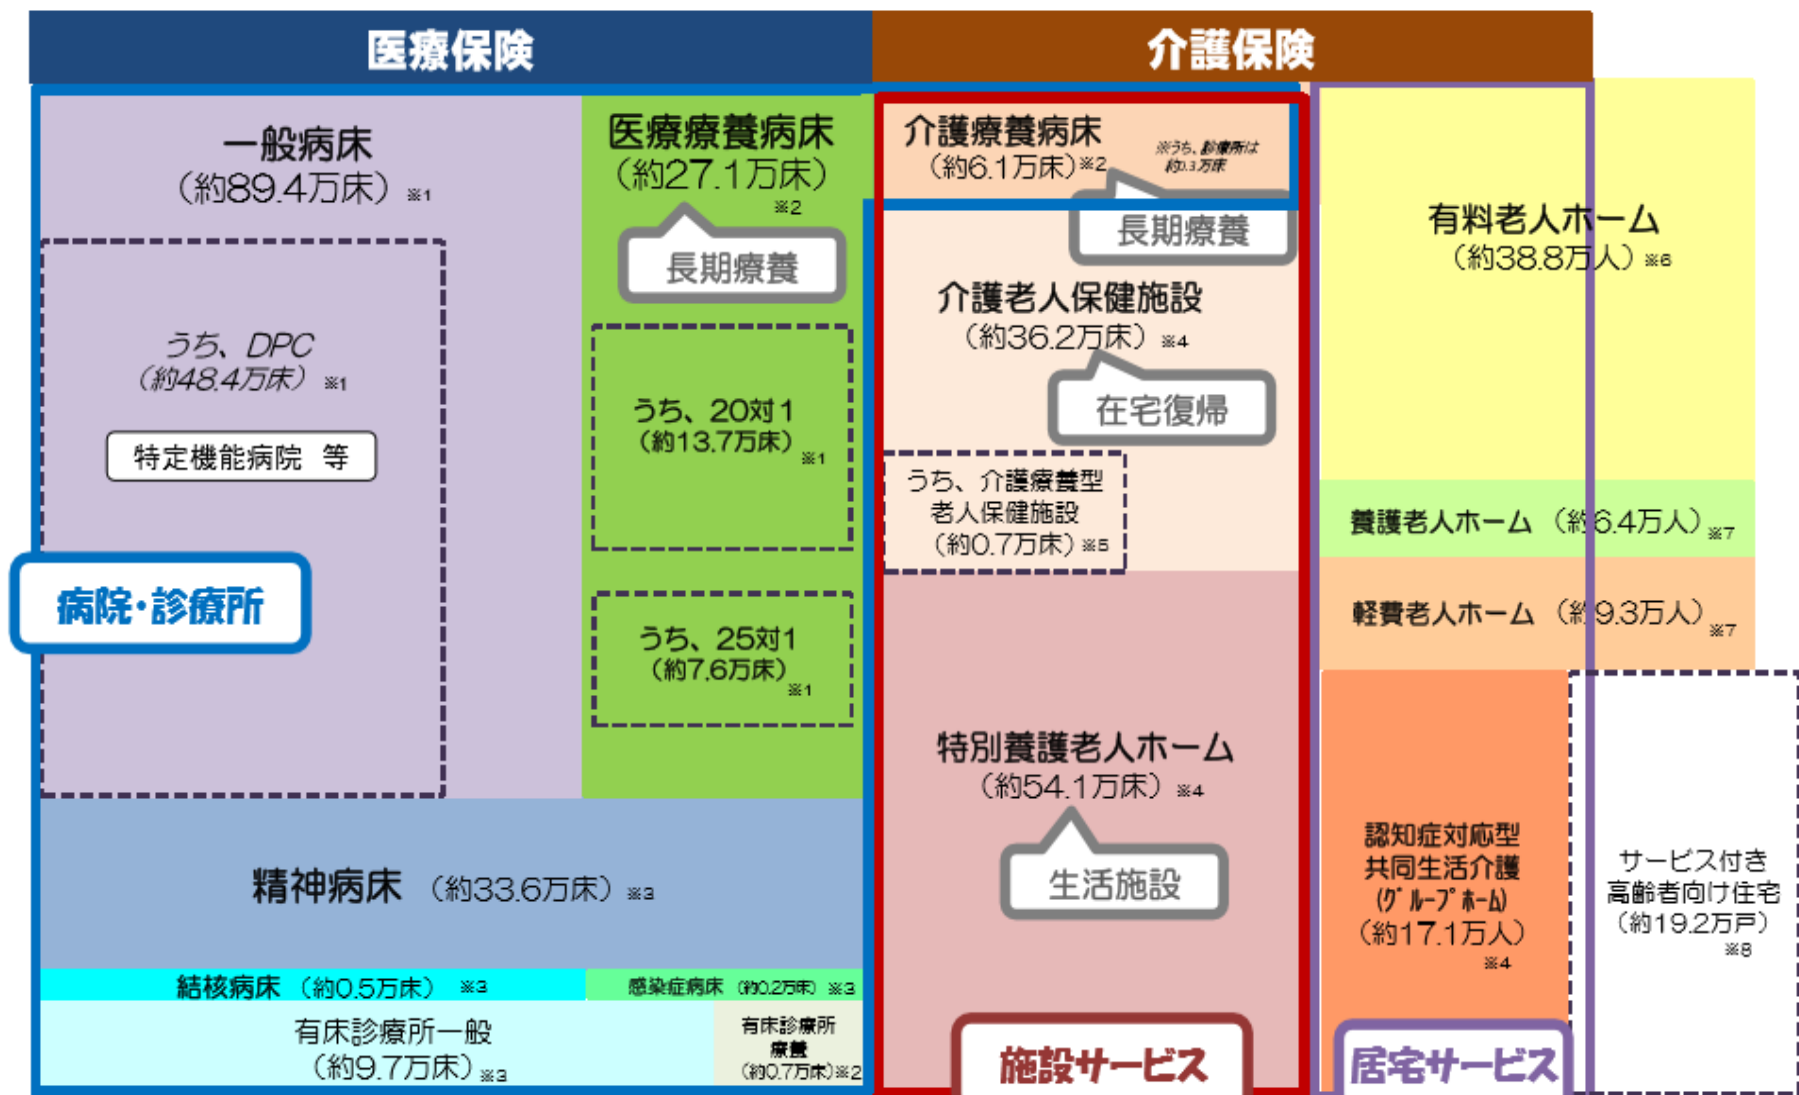 医療保険
介護保険
一般病床
(約89.4万床) ※1
うち、DPC
(約48.4万床) ※1
特定機能病院 等
病院・診療所
医療療養病床
(約27.1万床)
※2
長期療養
うち、20対1
(約13.7万床)
※1
うち、25対1
(約7.6万床)
※1
精神病床 (約33.6万床) ※3
結核病床 (約0.5万床) ※3
感染症病床 (約0.2万床) ※3
有床診療所一般
(約9.7万床) ※3
有床診療所
療養
(約0.7万床)※2
介護療養病床
(約6.1万床)※2
※うち、診療所は
約0.3万床
長期療養
介護老人保健施設
(約36.2万床) ※4
在宅復帰
うち、介護療養型
老人保健施設
(約0.7万床) ※5
特別養護老人ホーム
(約54.1万床) ※4
生活施設
施設サービス
有料老人ホーム
(約38.8万人) ※6
養護老人ホーム (約6.4万人) ※7
軽費老人ホーム (約9.3万人) ※7
認知症対応型
共同生活介護
(ｸﾞﾙｰﾌﾟﾎｰﾑ)
(約17.1万人)
※4
居宅サービス
サービス付き
高齢者向け住宅
(約19.2万戸)
※8